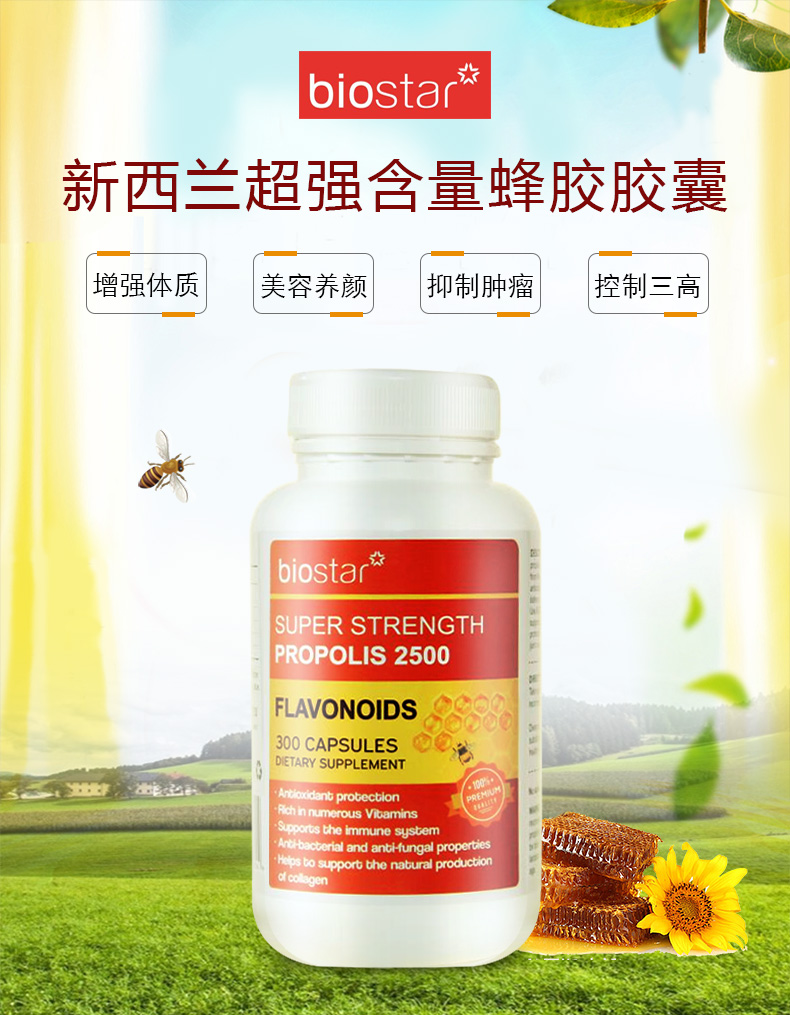 biostar
新西兰超强含量蜂胶胶囊
增强体质
美容养颜
抑制肿瘤
控制三高
biostar
SUPER STRENGTH
PROPOLIS 2500
FLAVONOIDS
300 CAPSULES
DIETARY SUPPLEMENT
100%
PREMIUM
QUALITY
· Antioxidant protection
· Rich in numerous Vitamins
· Supports the immune system
· Anti-bacterial and anti-fungal properties
· Helps to support the natural production
of collagen